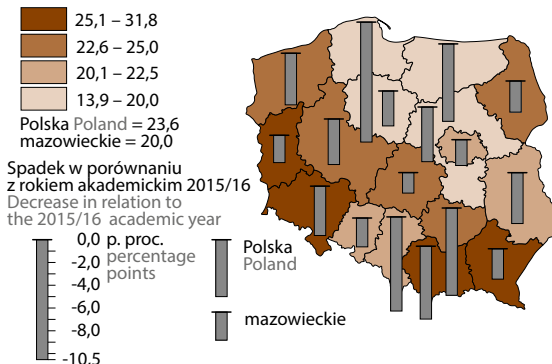 25,1 – 31,8
22,6 – 25,0
20,1 – 22,5
13,9 – 20,0
Polska Poland = 23,6
mazowieckie = 20,0
Spadek w porównaniu
z rokiem akademickim 2015/16
Decrease in relation to
the 2015/16 academic year
0,0 p. proc.
percentage
points
-2,0
-4,0
-6,0
-8,0
-10,5
Polska
Poland
mazowieckie